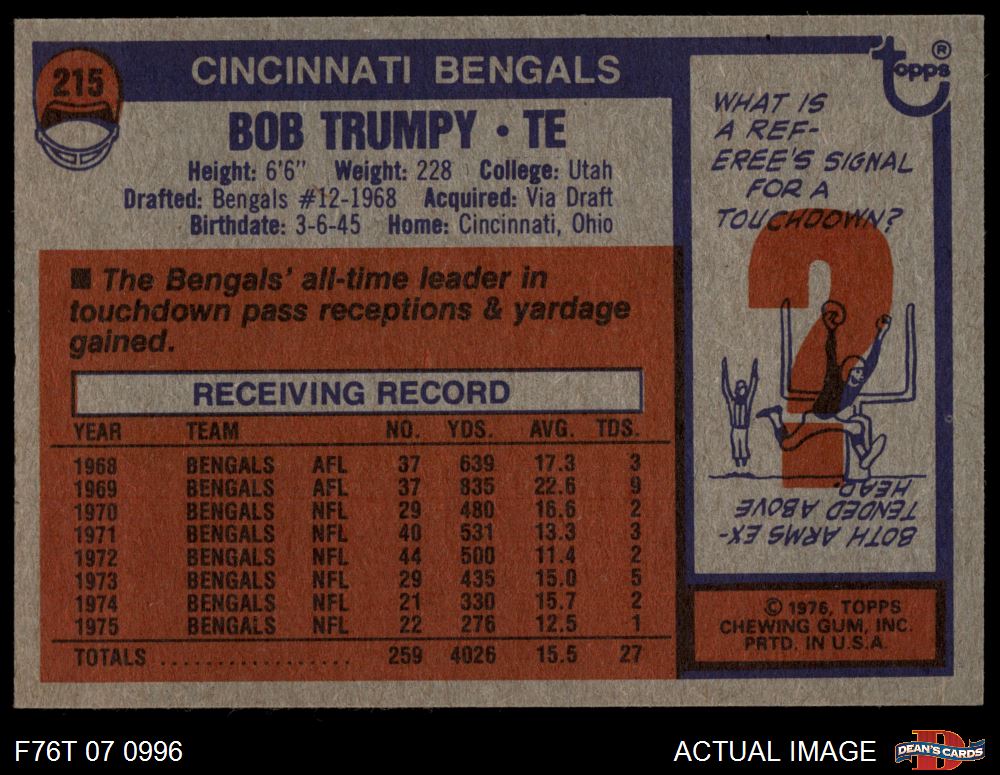 215
CINCINNATI BENGALS
BOB TRUMPY • TE
Height: 6'6" Weight: 228 College: Utah
Drafted: Bengals #12-1968 Acquired: Via Draft
Birthdate: 3-6-45 Home: Cincinnati, Ohio
■ The Bengals' all-time leader in
touchdown pass receptions & yardage
gained.
RECEIVING RECORD
YEAR TEAM NO. YDS. AVG. TDS.
1968 BENGALS AFL 37 639 17.3 3
1969 BENGALS AFL 37 835 22.6 9
1970 BENGALS NFL 29 480 16.6 2
1971 BENGALS NFL 40 531 13.3 3
1972 BENGALS NFL 44 500 11.4 2
1973 BENGALS NFL 29 435 15.0 5
1974 BENGALS NFL 21 330 15.7 2
1975 BENGALS NFL 22 276 12.5 1
TOTALS .................. 259 4026 15.5 27
topps ®
WHAT IS
A REF-
EREE'S SIGNAL
FOR A
TOUCHDOWN?
?
BOTH ARMS EX-
TENDED ABOVE
HEAD.
© 1976, TOPPS
CHEWING GUM, INC.
PRTD. IN U.S.A.
F76T 07 0996
ACTUAL IMAGE
D
DEAN'S CARDS